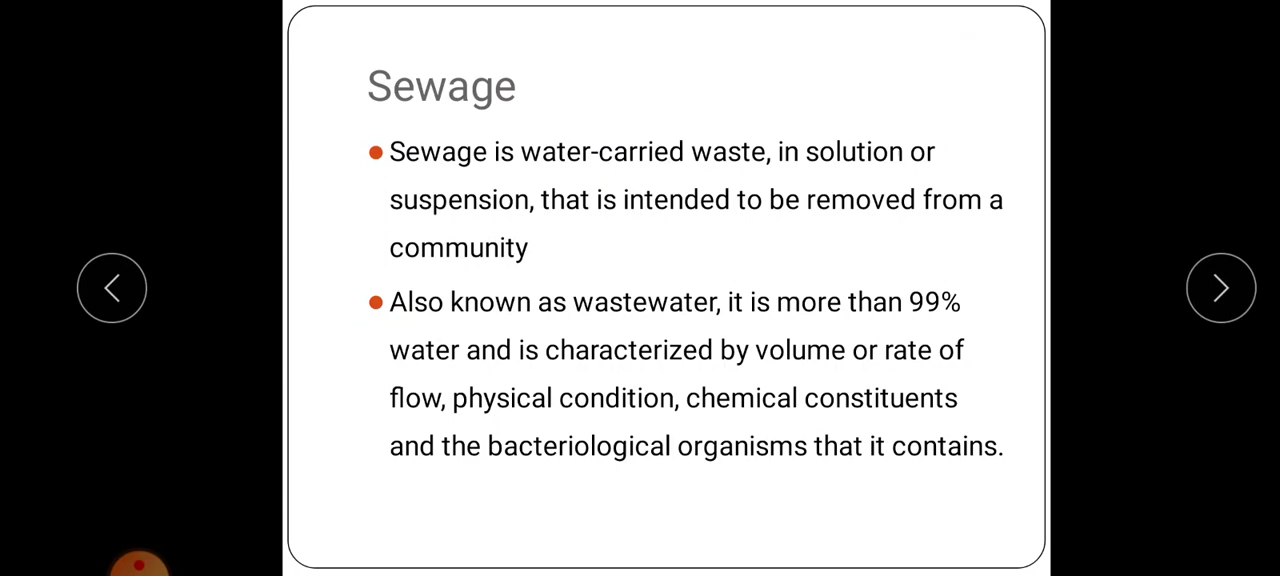 Sewage
Sewage is water-carried waste, in solution or
suspension, that is intended to be removed from a
community
Also known as wastewater, it is more than 99%
water and is characterized by volume or rate of
flow, physical condition, chemical constituents
and the bacteriological organisms that it contains.